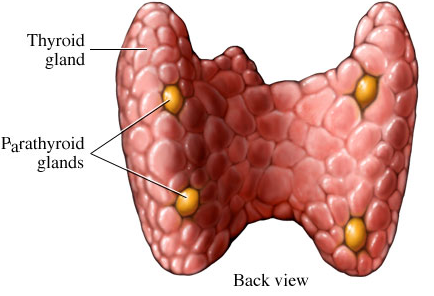 Thyroid
gland
Parathyroid
glands
Back view